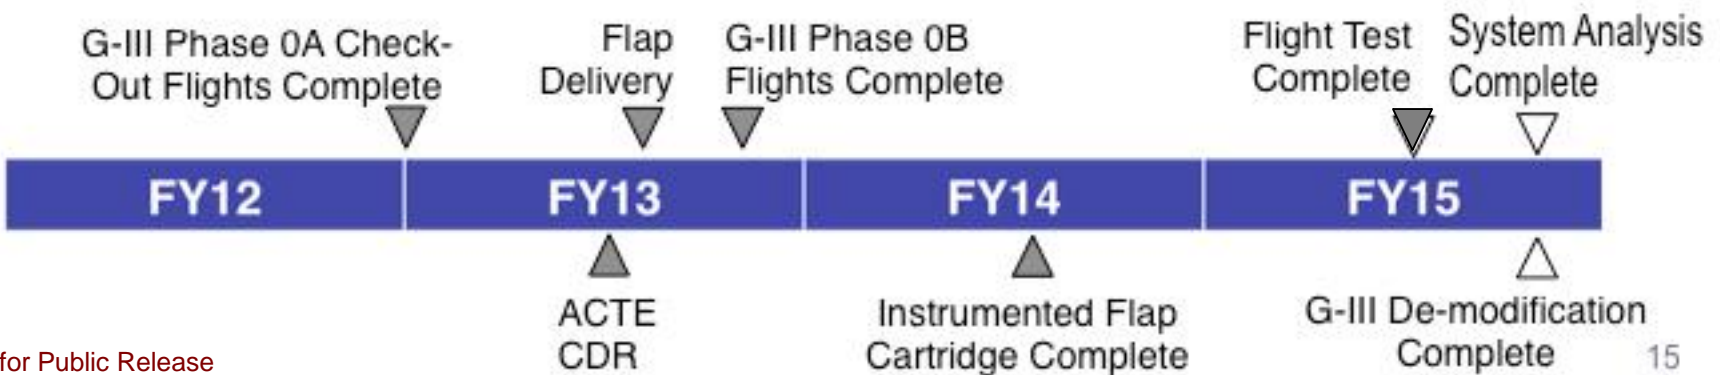 G-III Phase 0A Check-
Out Flights Complete
Flap
Delivery
G-III Phase 0B
Flights Complete
Flight Test
Complete
System Analysis
Complete
FY12
FY13
FY14
FY15
ACTE
CDR
Instrumented Flap
Cartridge Complete
G-III De-modification
Complete
for Public Release
15